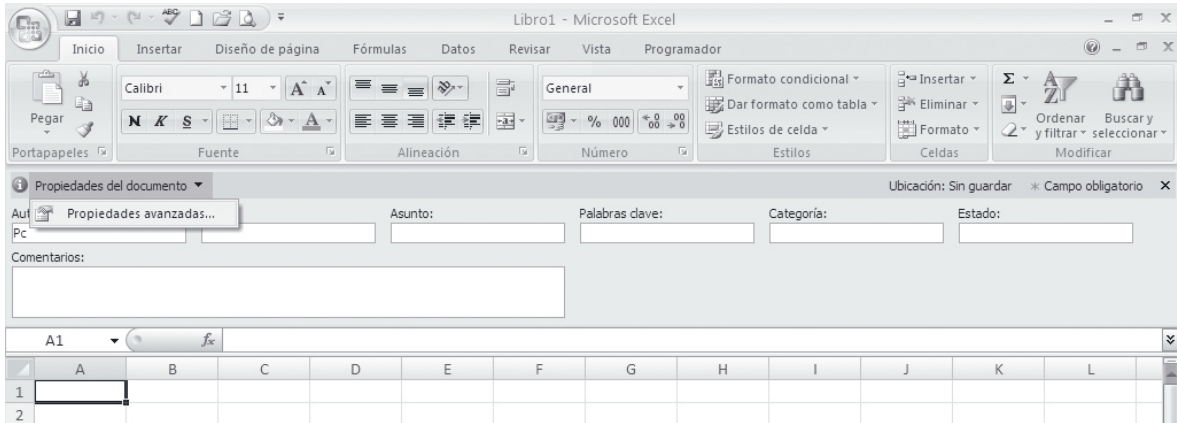 Libro1 - Microsoft Excel
Inicio Insertar Diseño de página Fórmulas Datos Revisar Vista Programador
Pegar
Calibri 11
N K S
General
% 000
Formato condicional
Dar formato como tabla
Estilos de celda
Insertar
Eliminar
Formato
Σ
Ordenar y filtrar
Buscar y seleccionar
Portapapeles Fuente Alineación Número Estilos Celdas Modificar
Propiedades del documento Ubicación: Sin guardar * Campo obligatorio
Propiedades avanzadas...
Aut Asunto: Palabras clave: Categoría: Estado:
Pc
Comentarios:
A1 fx
A B C D E F G H I J K L
1
2